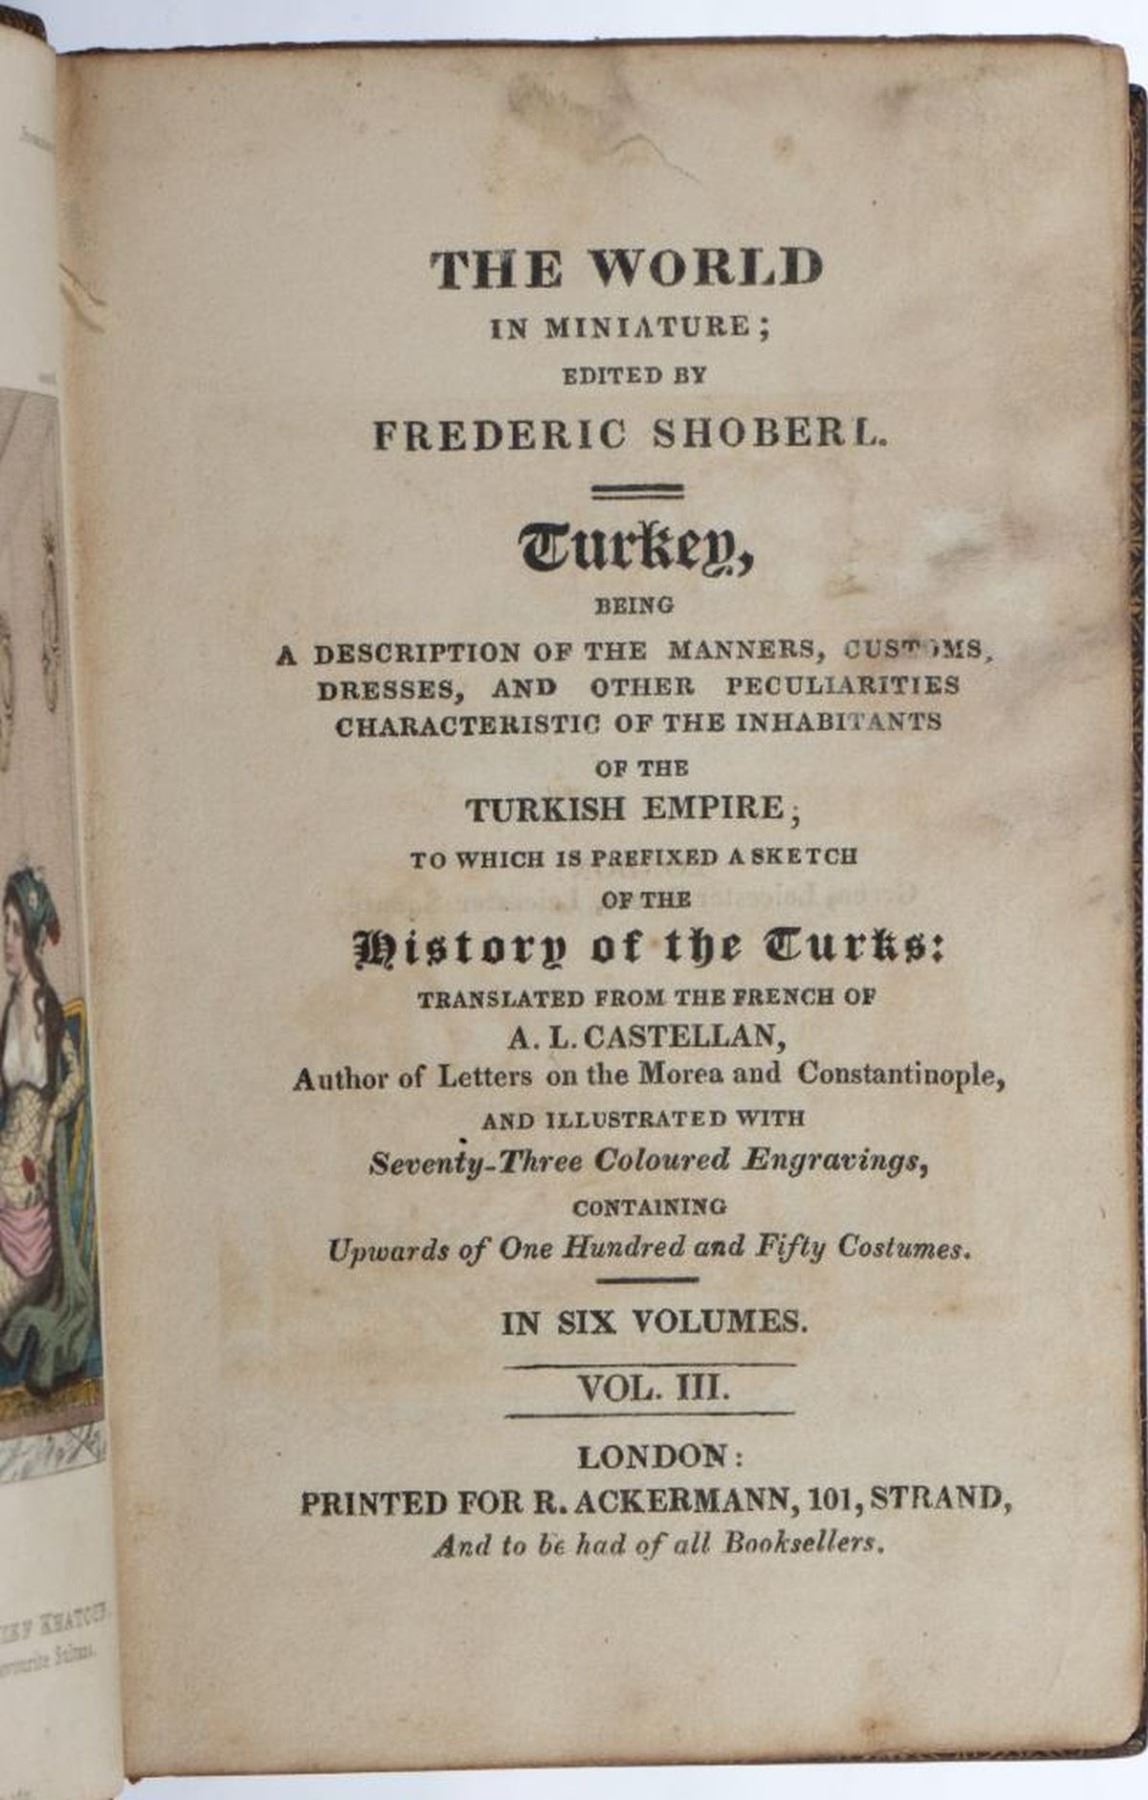 THE WORLD
IN MINIATURE;
EDITED BY
FREDERIC SHOBERL.
Turkey,
BEING
A DESCRIPTION OF THE MANNERS, CUSTOMS,
DRESSES, AND OTHER PECULIARITIES
CHARACTERISTIC OF THE INHABITANTS
OF THE
TURKISH EMPIRE;
TO WHICH IS PREFIXED A SKETCH
OF THE
History of the Turks:
TRANSLATED FROM THE FRENCH OF
A. L. CASTELLAN,
Author of Letters on the Morea and Constantinople,
AND ILLUSTRATED WITH
Seventy-Three Coloured Engravings,
CONTAINING
Upwards of One Hundred and Fifty Costumes.
IN SIX VOLUMES.
VOL. III.
LONDON:
PRINTED FOR R. ACKERMANN, 101, STRAND,
And to be had of all Booksellers.
KHATOUN
Sultana.